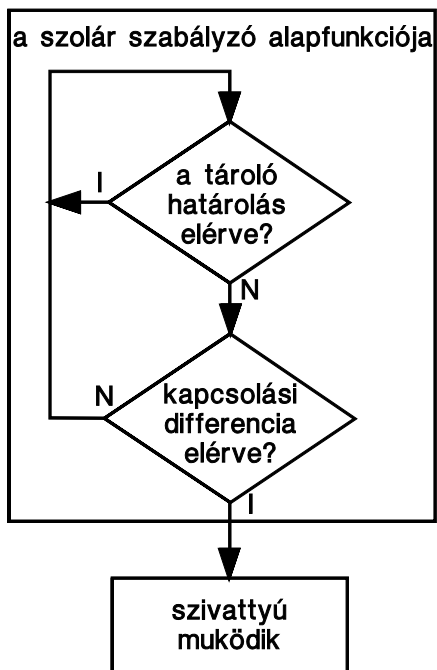 a szolár szabályzó alapfunkciója
I
a tároló
határolás
elérve?
N
N
kapcsolási
differencia
elérve?
I
szivattyú
muködik